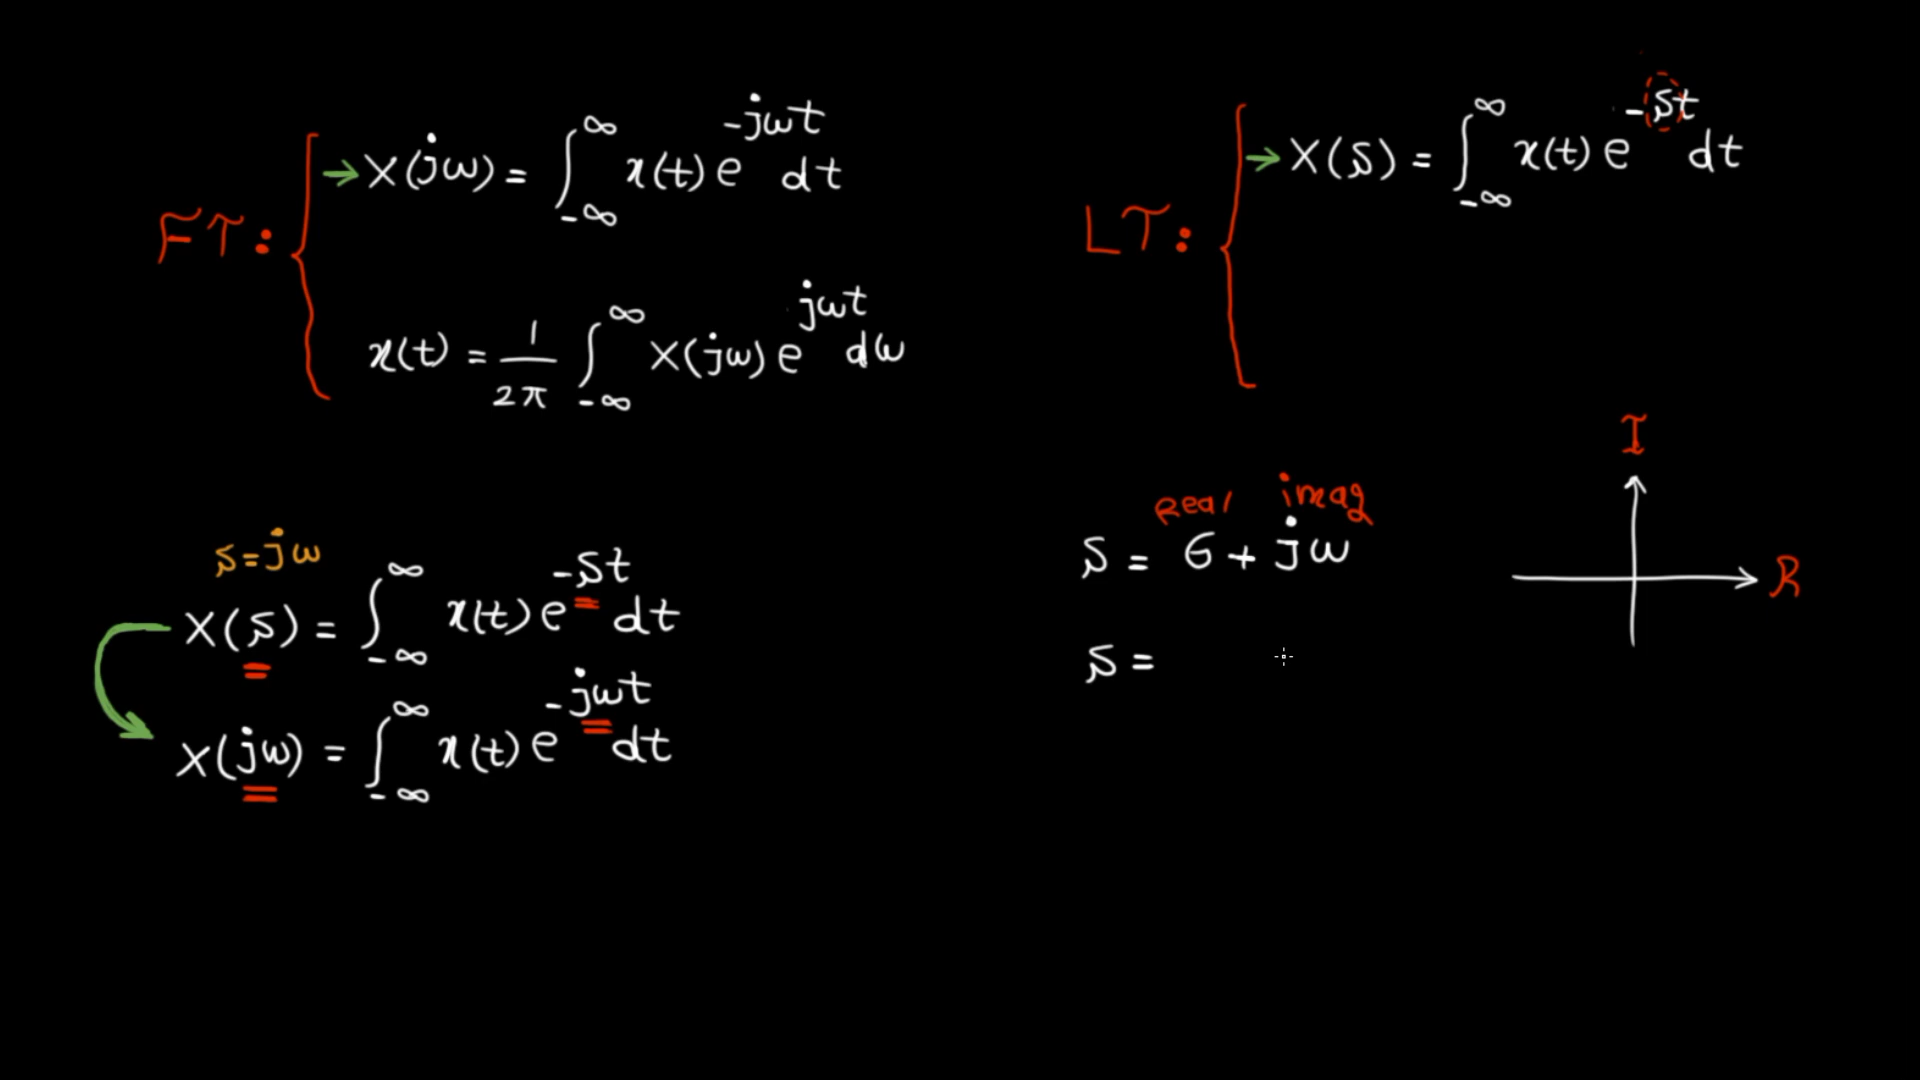 FT: { → X(jω) = ∫_{-∞}^{∞} x(t) e^{-jωt} dt
x(t) = 1/2π ∫_{-∞}^{∞} X(jω) e^{jωt} dω
LT: { → X(s) = ∫_{-∞}^{∞} x(t) e^{-st} dt
s=jω
X(s) = ∫_{-∞}^{∞} x(t) e^{-st} dt
X(jω) = ∫_{-∞}^{∞} x(t) e^{-jωt} dt
Real imag
s = σ + jω
s =
I
R